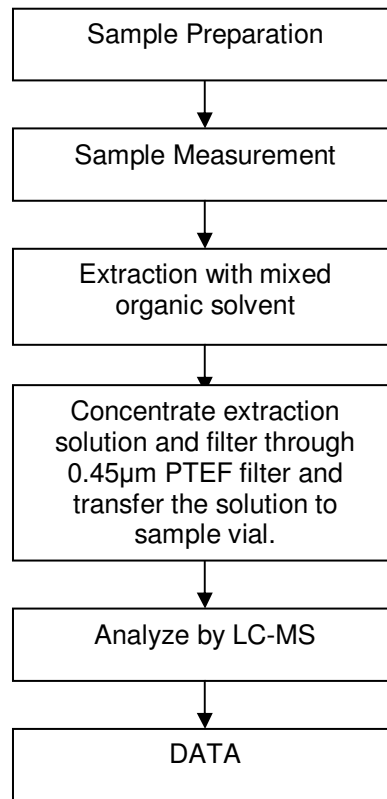 Sample Preparation
Sample Measurement
Extraction with mixed
organic solvent
Concentrate extraction
solution and filter through
0.45µm PTEF filter and
transfer the solution to
sample vial.
Analyze by LC-MS
DATA